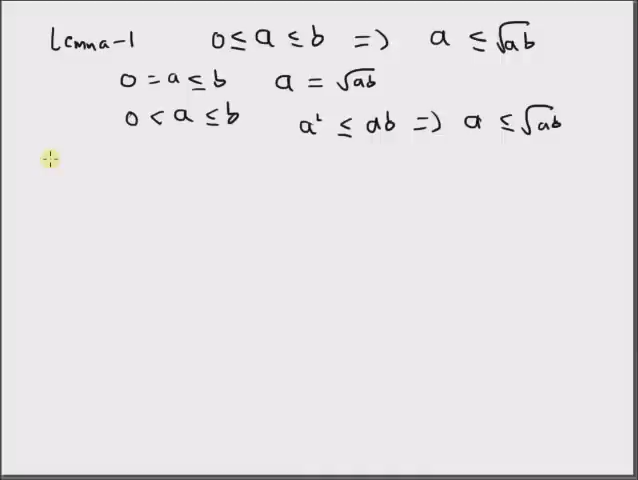 Lemma-1 0 ≤ a ≤ b => a ≤ √ab
0 = a ≤ b a = √ab
0 < a ≤ b a² ≤ ab => a ≤ √ab